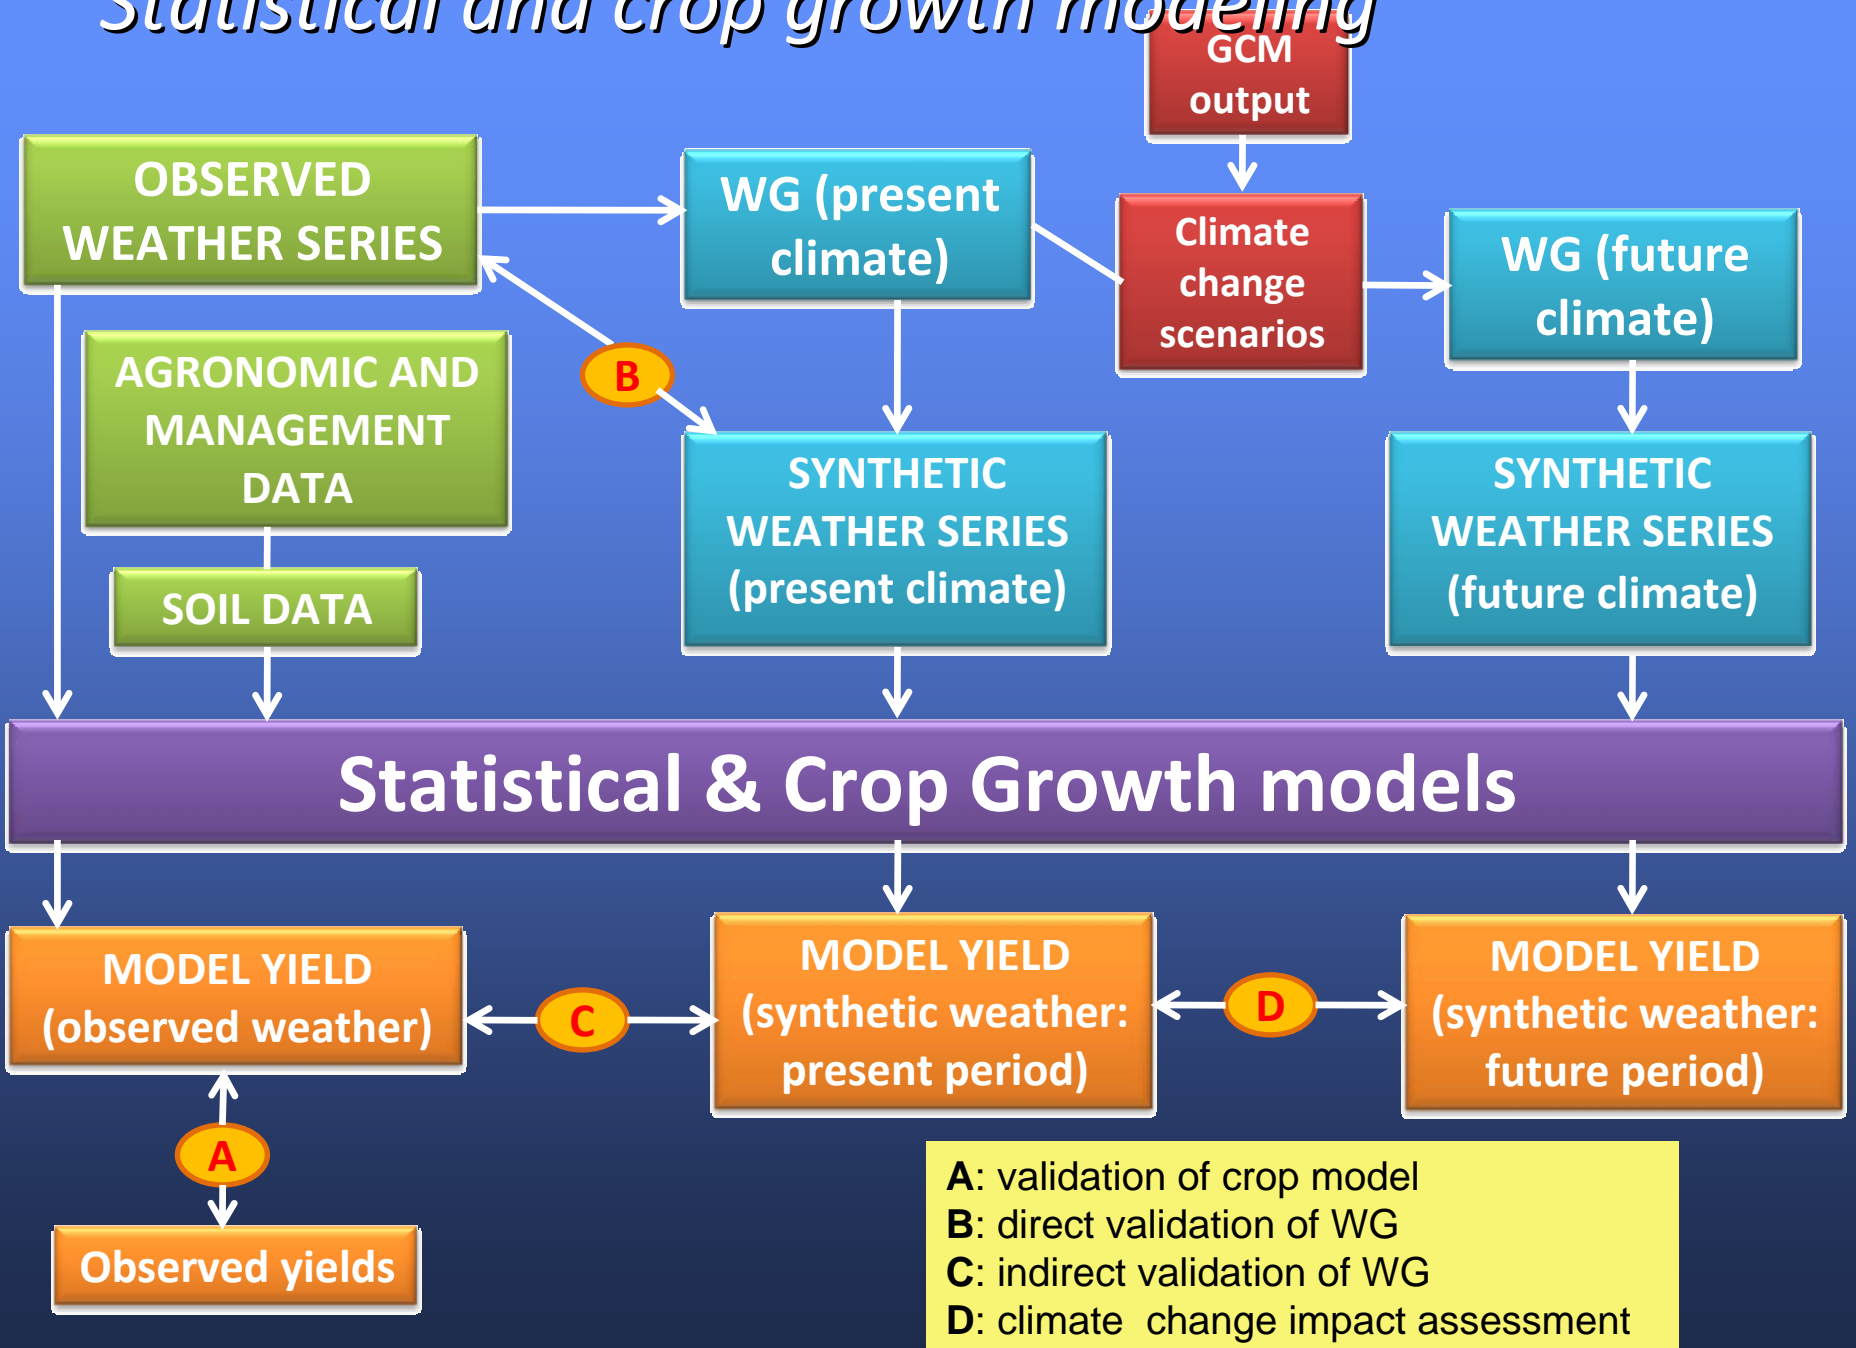 Statistical and crop growth modeling
GCM
output
OBSERVED
WEATHER SERIES
WG (present
climate)
Climate
change
scenarios
WG (future
climate)
AGRONOMIC AND
MANAGEMENT
DATA
B
SYNTHETIC
WEATHER SERIES
(present climate)
SYNTHETIC
WEATHER SERIES
(future climate)
SOIL DATA
Statistical & Crop Growth models
MODEL YIELD
(observed weather)
C
MODEL YIELD
(synthetic weather:
present period)
D
MODEL YIELD
(synthetic weather:
future period)
A
Observed yields
A: validation of crop model
B: direct validation of WG
C: indirect validation of WG
D: climate  change impact assessment